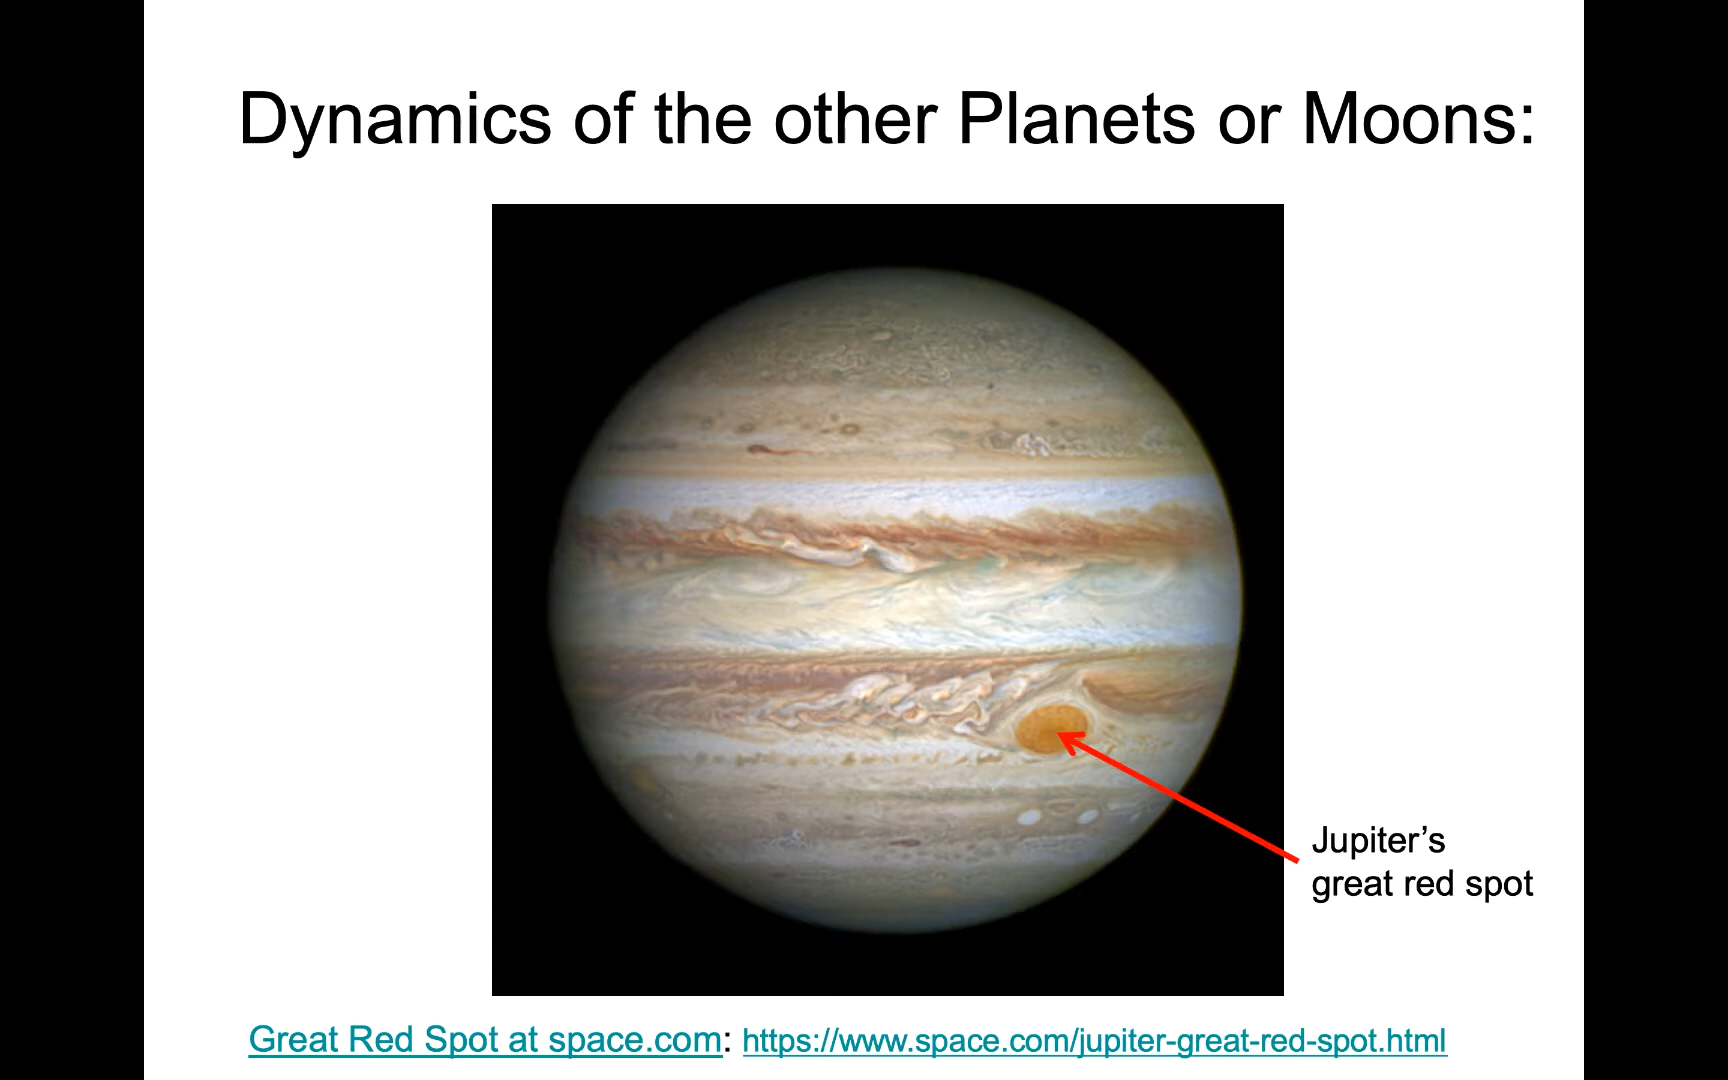 Dynamics of the other Planets or Moons:
Jupiter’s
great red spot
Great Red Spot at space.com: https://www.space.com/jupiter-great-red-spot.html